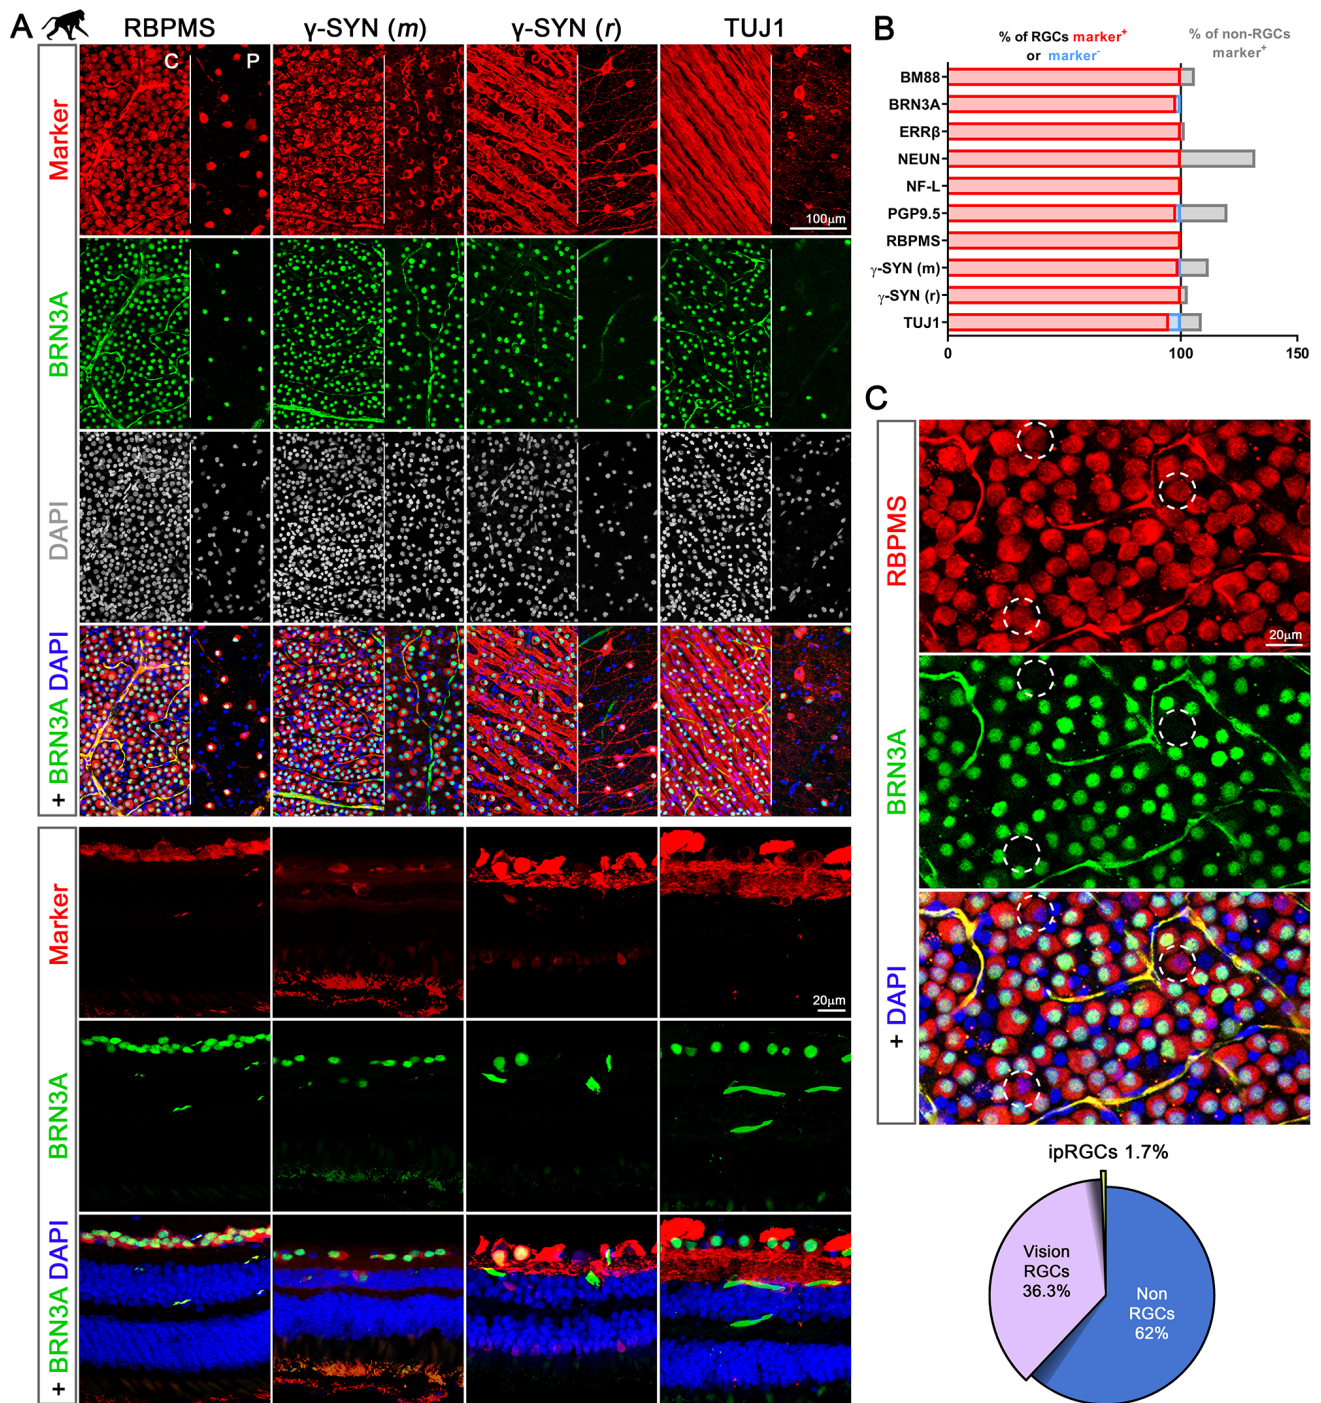 A
RBPMS
γ-SYN (m)
γ-SYN (r)
TUJ1
C
P
Marker
100µm
BRN3A
DAPI
+ BRN3A DAPI
Marker
20µm
BRN3A
+ BRN3A DAPI
B
% of RGCs marker+
or marker-
% of non-RGCs
marker+
BM88
BRN3A
ERRβ
NEUN
NF-L
PGP9.5
RBPMS
γ-SYN (m)
γ-SYN (r)
TUJ1
0
100
150
C
RBPMS
20µm
BRN3A
+ DAPI
ipRGCs 1.7%
Vision
RGCs
36.3%
Non
RGCs
62%